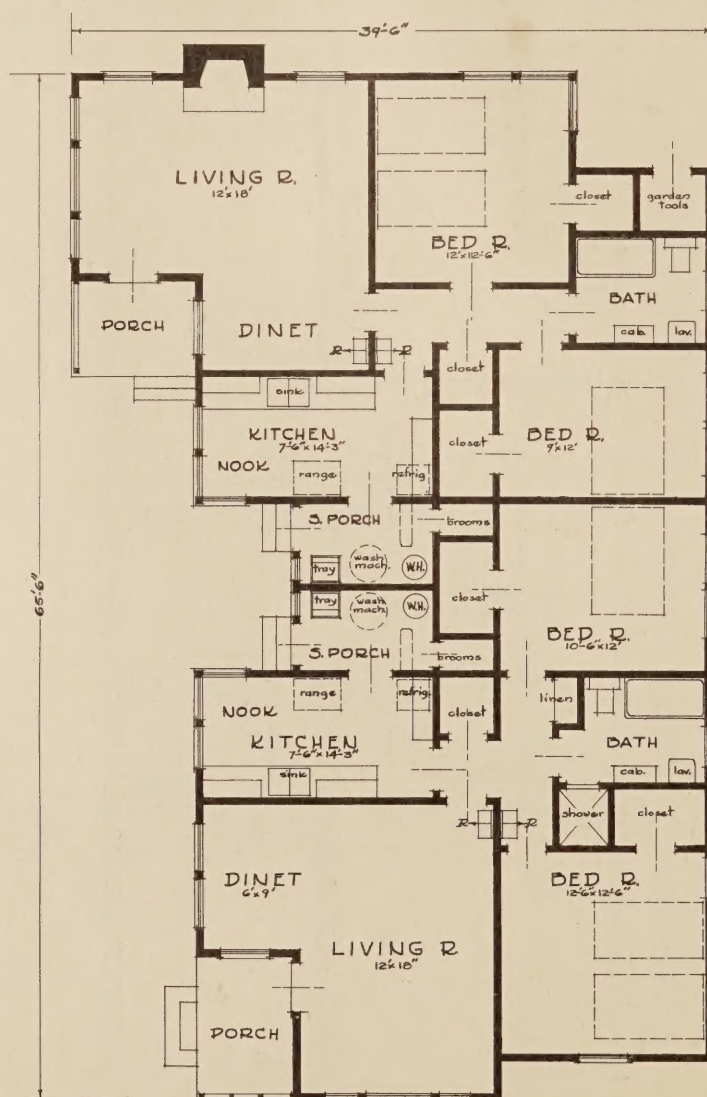 39'-6"
LIVING R.
12'x18'
closet
garden
tools
BED R.
12'x12'-6"
BATH
PORCH
DINET
cab.
lav.
R
R
closet
sink
KITCHEN
7'-6"x14'-3"
BED R.
9'x12'
closet
NOOK
range
refrig
S. PORCH
brooms
tray
wash
mach.
W.H.
65'-6"
tray
wash
mach.
W.H.
closet
BED R.
10'-6"x12'
S. PORCH
brooms
range
refrig.
linen
NOOK
closet
KITCHEN
7'-6"x14'-3"
BATH
sink
cab.
lav.
R
R
shower
closet
DINET
6'x9'
BED R.
12'-6"x12'-6"
LIVING R
12'x18"
PORCH